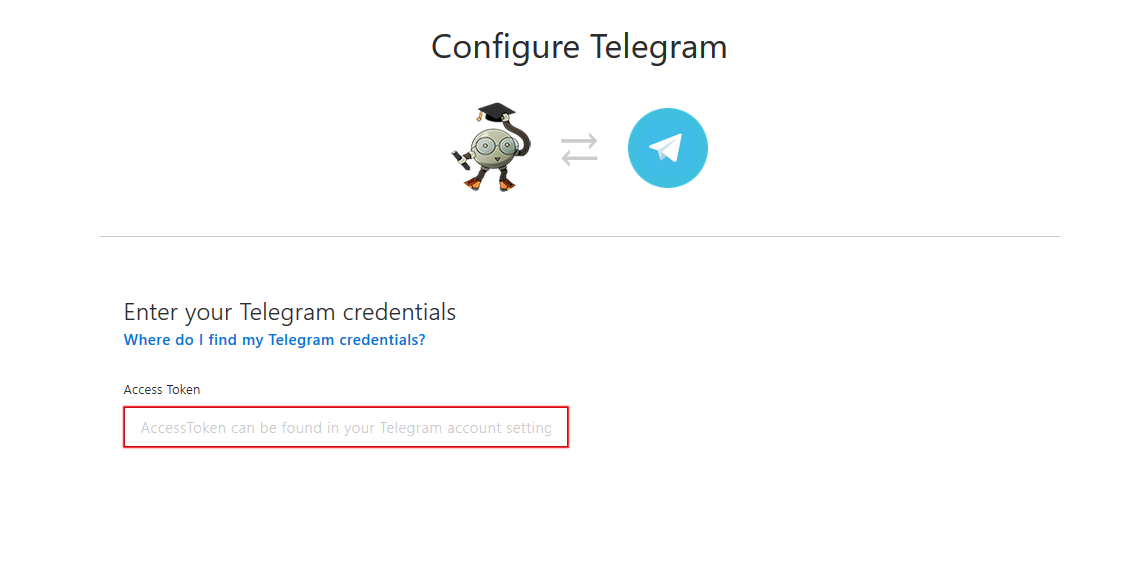 Configure Telegram
Enter your Telegram credentials
Where do I find my Telegram credentials?
Access Token
AccessToken can be found in your Telegram account setting